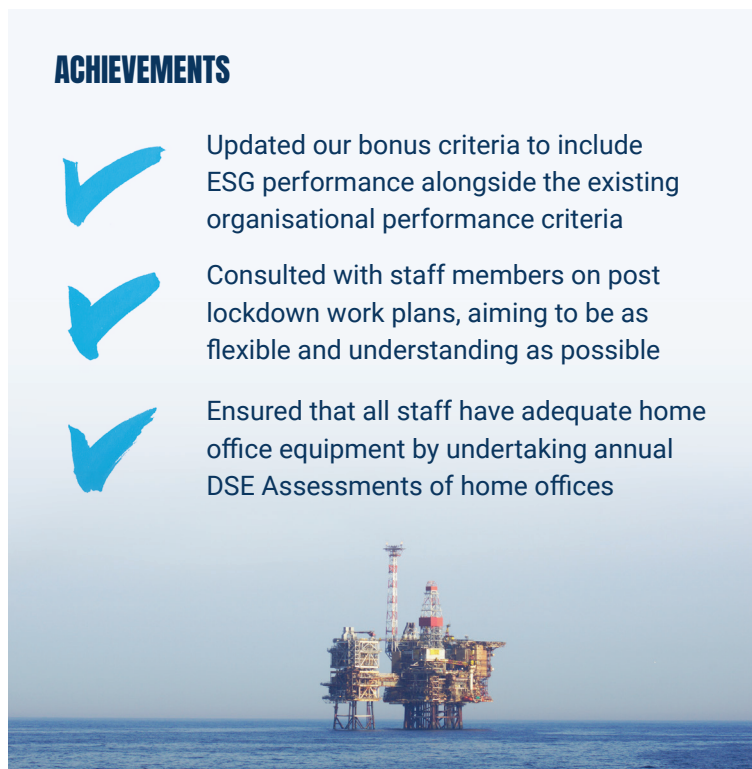 ACHIEVEMENTS
Updated our bonus criteria to include
ESG performance alongside the existing
organisational performance criteria
Consulted with staff members on post
lockdown work plans, aiming to be as
flexible and understanding as possible
Ensured that all staff have adequate home
office equipment by undertaking annual
DSE Assessments of home offices